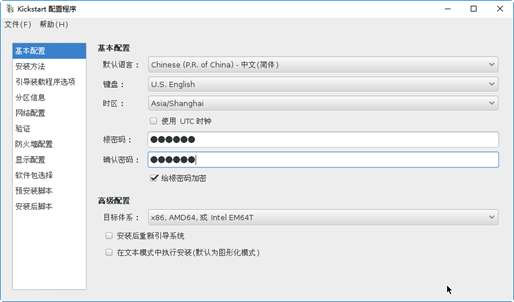 Kickstart 配置程序
文件(F) 帮助(H)
基本配置
安装方法
引导装载程序选项
分区信息
网络配置
验证
防火墙配置
显示配置
软件包选择
预安装脚本
安装后脚本
基本配置
默认语言： Chinese (P.R. of China) - 中文(简体)
键盘： U.S. English
时区： Asia/Shanghai
使用 UTC 时钟
根密码： ●●●●●●
确认密码： ●●●●●●
给根密码加密
高级配置
目标体系： x86, AMD64, 或 Intel EM64T
安装后重新引导系统
在文本模式中执行安装(默认为图形化模式)